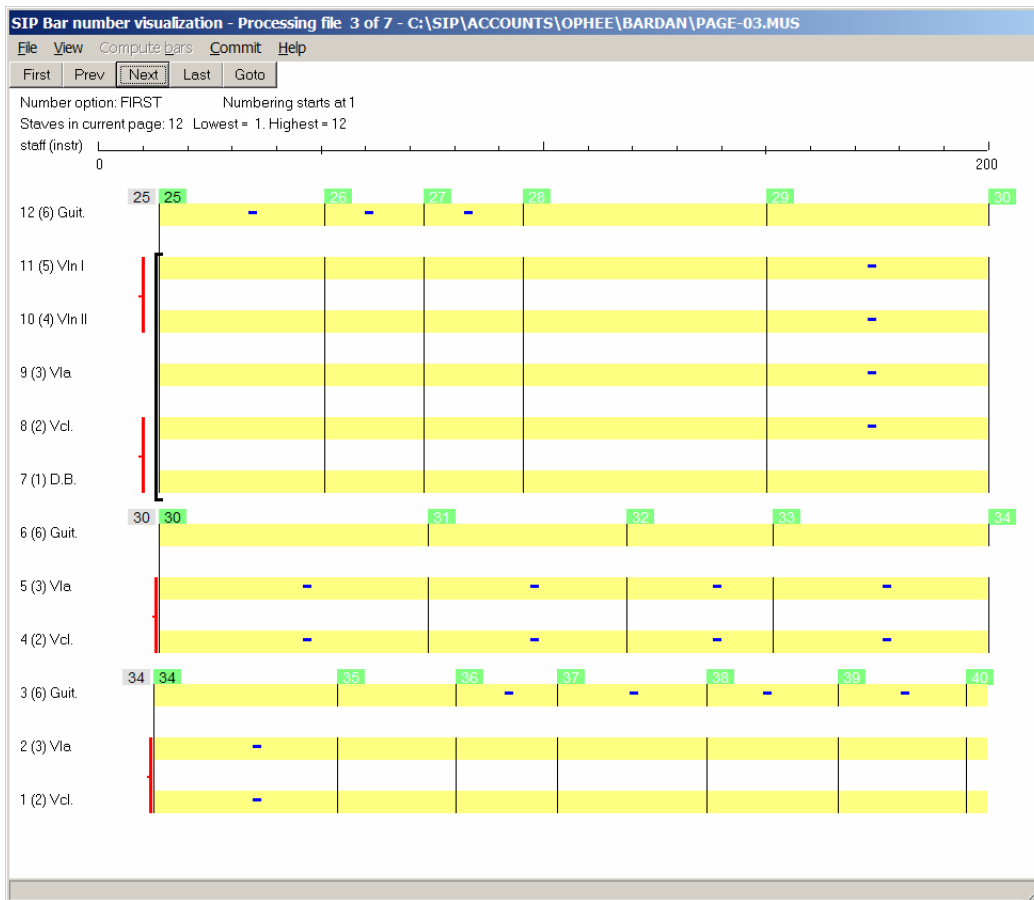 SIP Bar number visualization - Processing file 3 of 7 - C:\SIP\ACCOUNTS\OPHEE\BARDAN\PAGE-03.MUS
File View Compute bars Commit Help
First Prev Next Last Goto
Number option: FIRST Numbering starts at 1
Staves in current page: 12 Lowest = 1. Highest = 12
staff (instr)
0 200
25 25 26 27 28 29 30
12 (6) Guit.
11 (5) Vln I
10 (4) Vln II
9 (3) Vla
8 (2) Vcl.
7 (1) D.B.
30 30 31 32 33 34
6 (6) Guit.
5 (3) Vla
4 (2) Vcl.
34 34 35 36 37 38 39 40
3 (6) Guit.
2 (3) Vla
1 (2) Vcl.